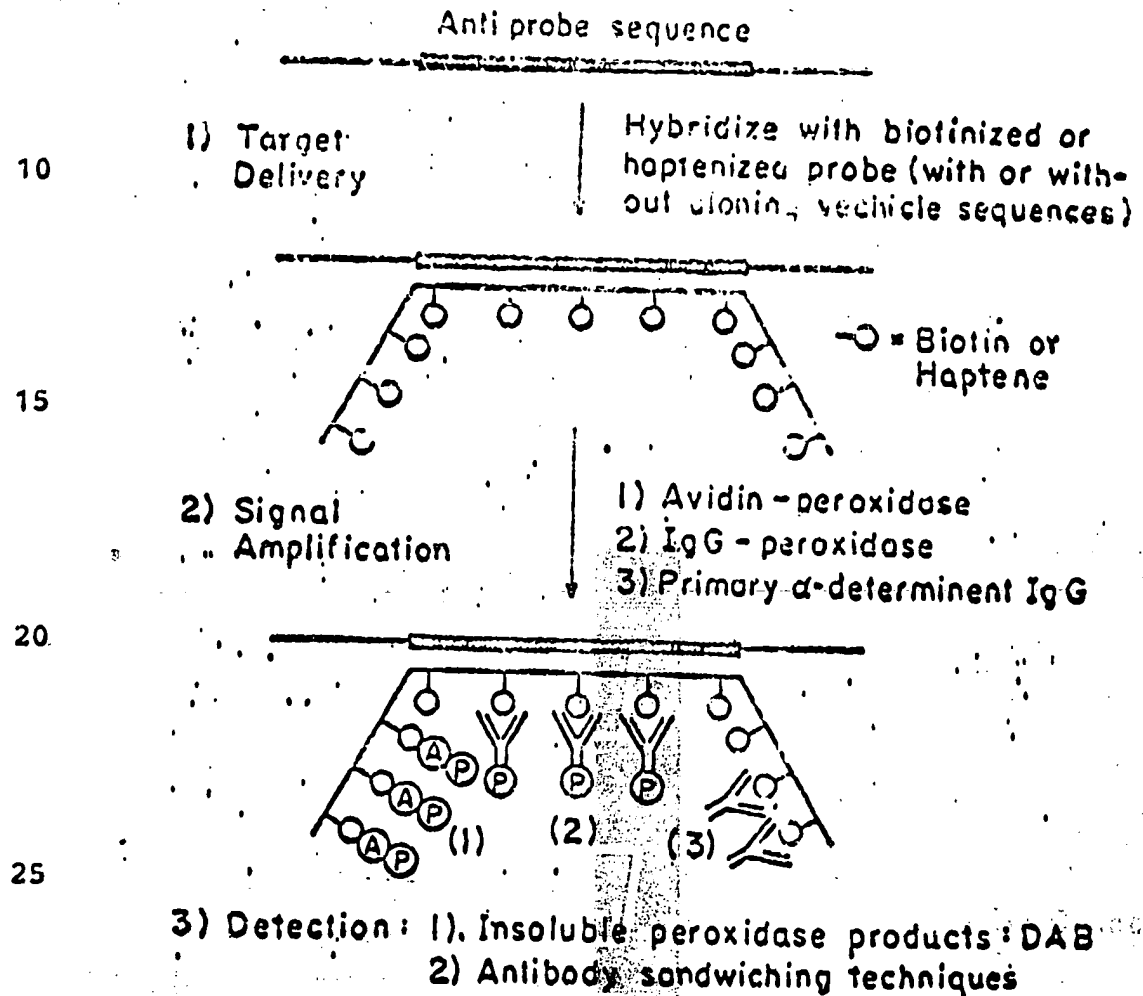 Anti probe sequence
1) Target
Delivery
10
Hybridize with biotinized or
haptenized probe (with or with-
out vechicle sequences)
-O = Biotin or
Haptene
15
2) Signal
Amplification
1) Avidin-peroxidase
2) IgG-peroxidase
3) Primary α-determinent IgG
20
A P
P P P
A P
(1) (2) (3)
A P
25
3) Detection: 1). Insoluble peroxidase products: DAB
2) Antibody sandwiching techniques